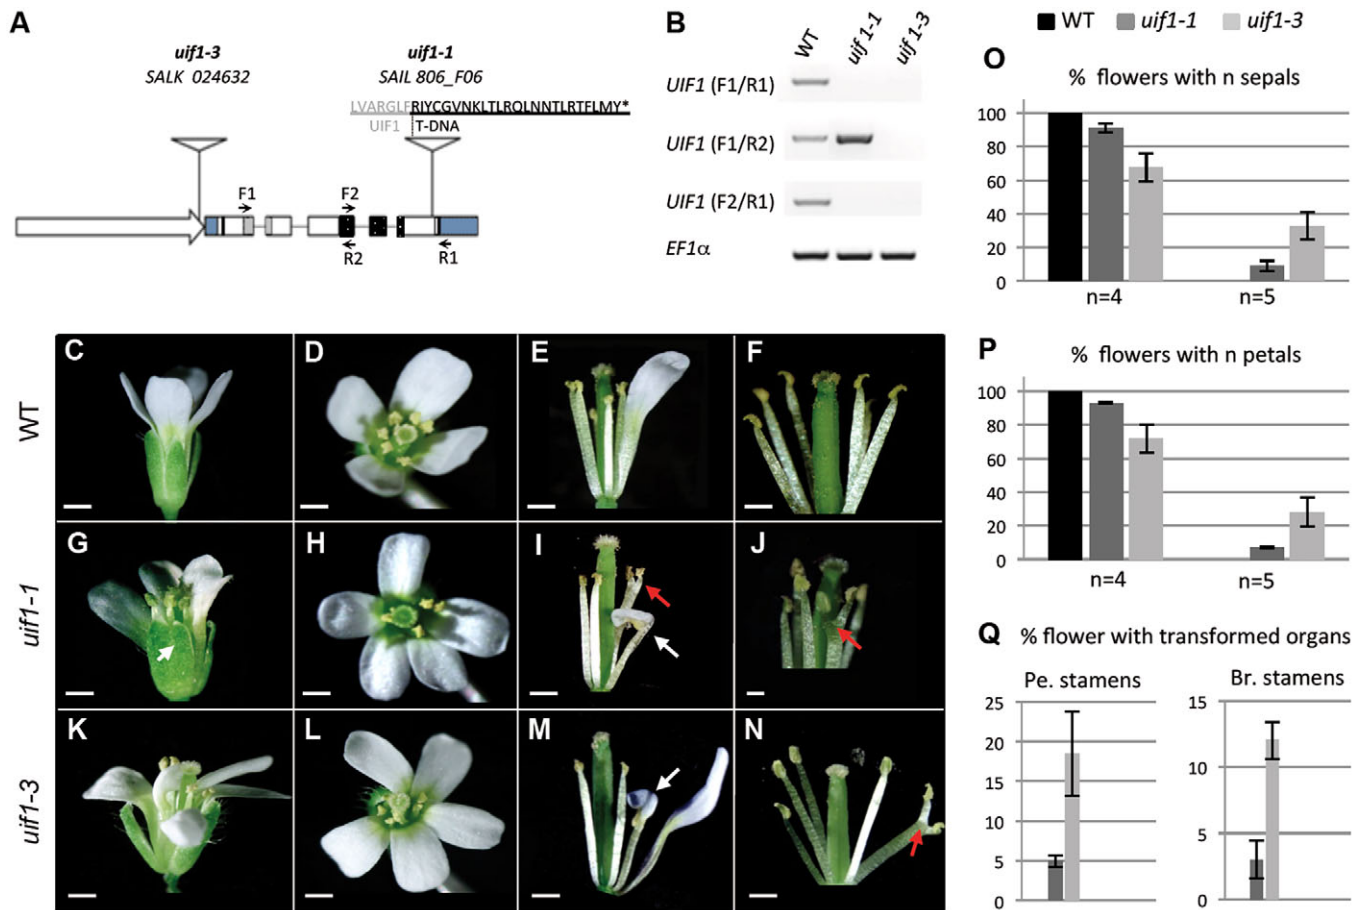 A
uif1-3
SALK 024632
uif1-1
SAIL 806_F06
LVARGLFRIYCGVNKLTLRQLNNTLRTFLMY*
UIF1 T-DNA
F1
F2
R2
R1
B
WT uif1-1 uif1-3
UIF1 (F1/R1)
UIF1 (F1/R2)
UIF1 (F2/R1)
EF1α
WT uif1-1 uif1-3
O
% flowers with n sepals
100
80
60
40
20
0
n=4 n=5
P
% flowers with n petals
100
80
60
40
20
0
n=4 n=5
Q % flower with transformed organs
Pe. stamens
25
20
15
10
5
0
Br. stamens
15
10
5
0
WT
C D E F
uif1-1
G H I J
uif1-3
K L M N